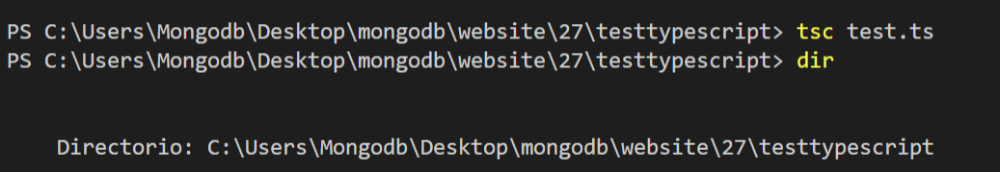 PS C:\Users\Mongodb\Desktop\mongodb\website\27\testtypescript> tsc test.ts
PS C:\Users\Mongodb\Desktop\mongodb\website\27\testtypescript> dir
Directorio: C:\Users\Mongodb\Desktop\mongodb\website\27\testtypescript